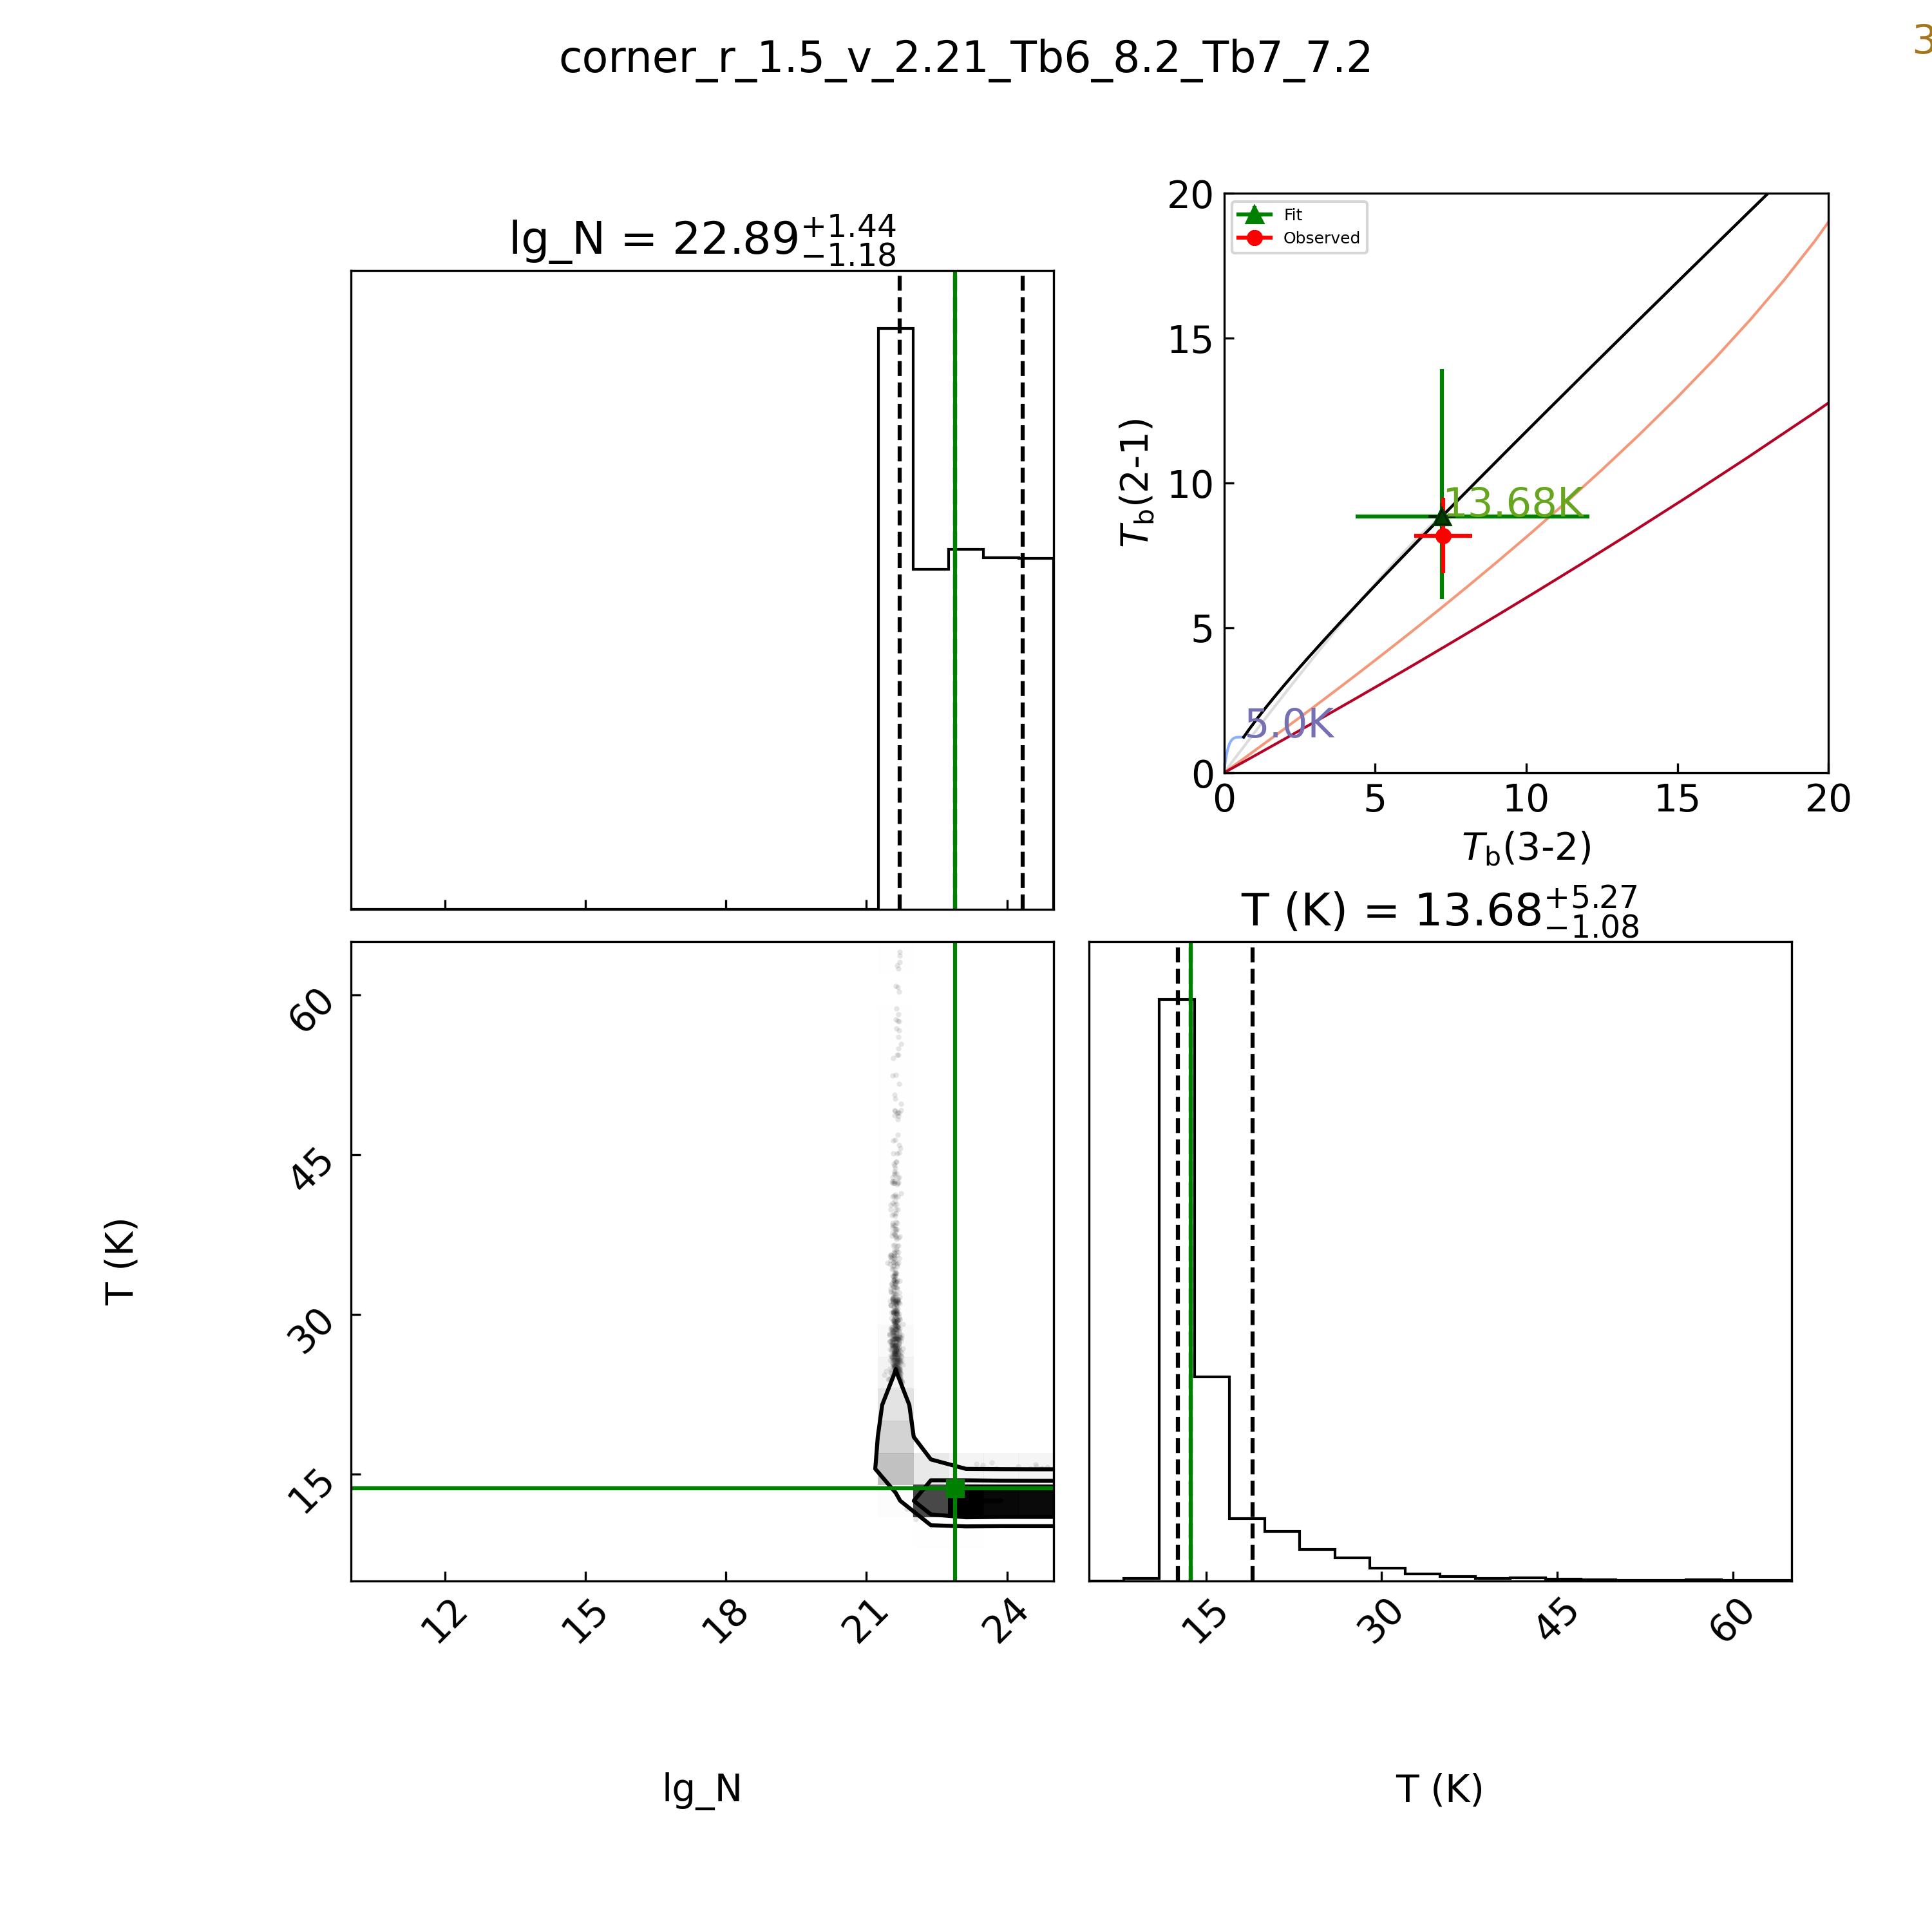 corner_r_1.5_v_2.21_Tb6_8.2_Tb7_7.2
3
lg_N = 22.89+1.44−1.18
20
15
10
5
0
Tb(2-1)
Fit
Observed
13.68K
5.0K
0 5 10 15 20
Tb(3-2)
T (K) = 13.68+5.27−1.08
T (K)
60
45
30
15
12 15 18 21 24
lg_N
15 30 45 60
T (K)